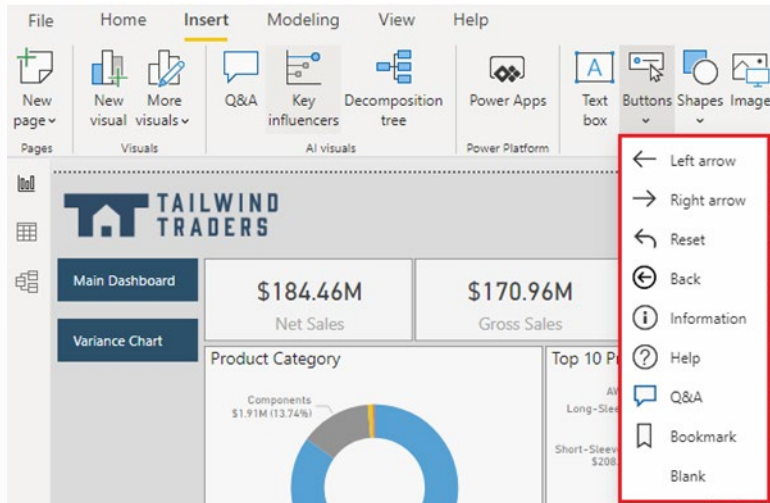 File Home Insert Modeling View Help
New page
New visual
More visuals
Q&A
Key influencers
Decomposition tree
Power Apps
Text box
Buttons
Shapes
Image
Pages
Visuals
AI visuals
Power Platform
Left arrow
Right arrow
Reset
Back
Information
Help
Q&A
Bookmark
Blank
TAILWIND
TRADERS
Main Dashboard
Variance Chart
$184.46M
Net Sales
$170.96M
Gross Sales
Product Category
Components
$1.91M (13.74%)
Top 10 P
AW
Long-Slee
Short-Sleev
$208.